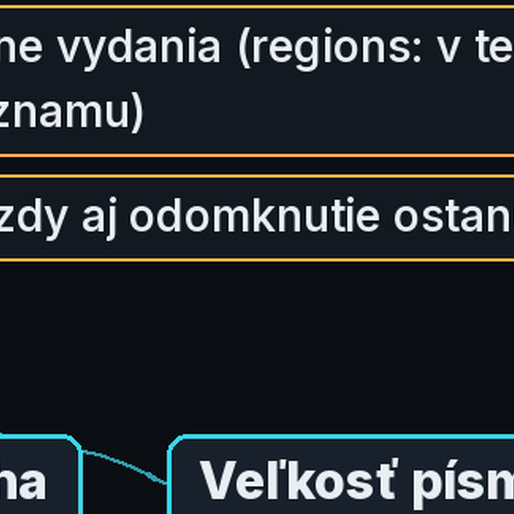 ne vydania (regions: v te
znamu)
zdy aj odomknutie ostan
na Veľkosť písm